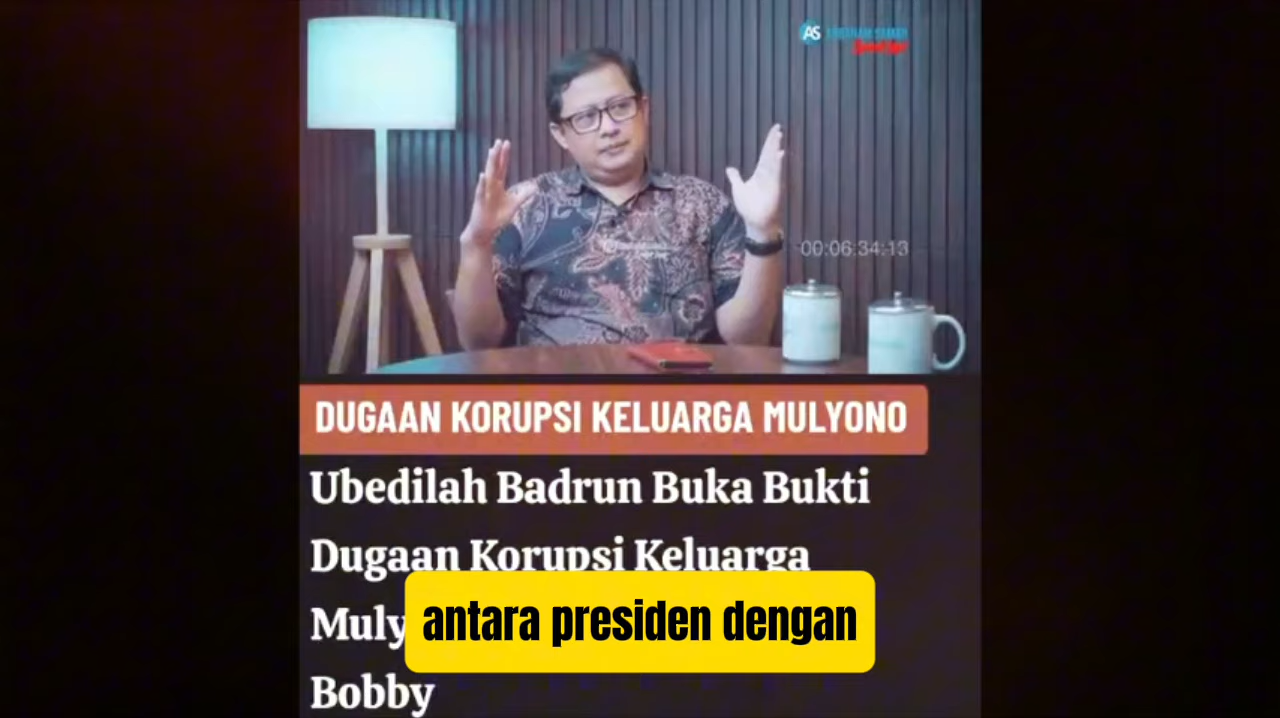 AS
00:06:34:13
DUGAAN KORUPSI KELUARGA MULYONO
Ubedilah Badrun Buka Bukti
Dugaan Korupsi Keluarga
Muly
antara presiden dengan
Bobby